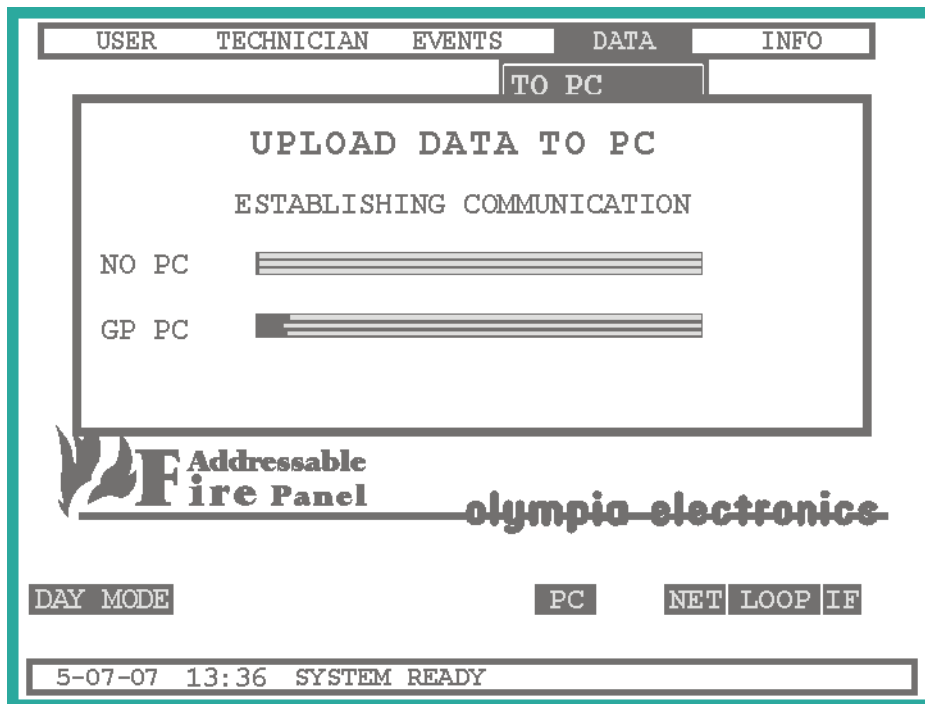 USER TECHNICIAN EVENTS DATA INFO
TO PC
UPLOAD DATA TO PC
ESTABLISHING COMMUNICATION
NO PC
GP PC
Addressable
Fire Panel
olympia electronics
DAY MODE PC NET LOOP IF
5-07-07 13:36 SYSTEM READY